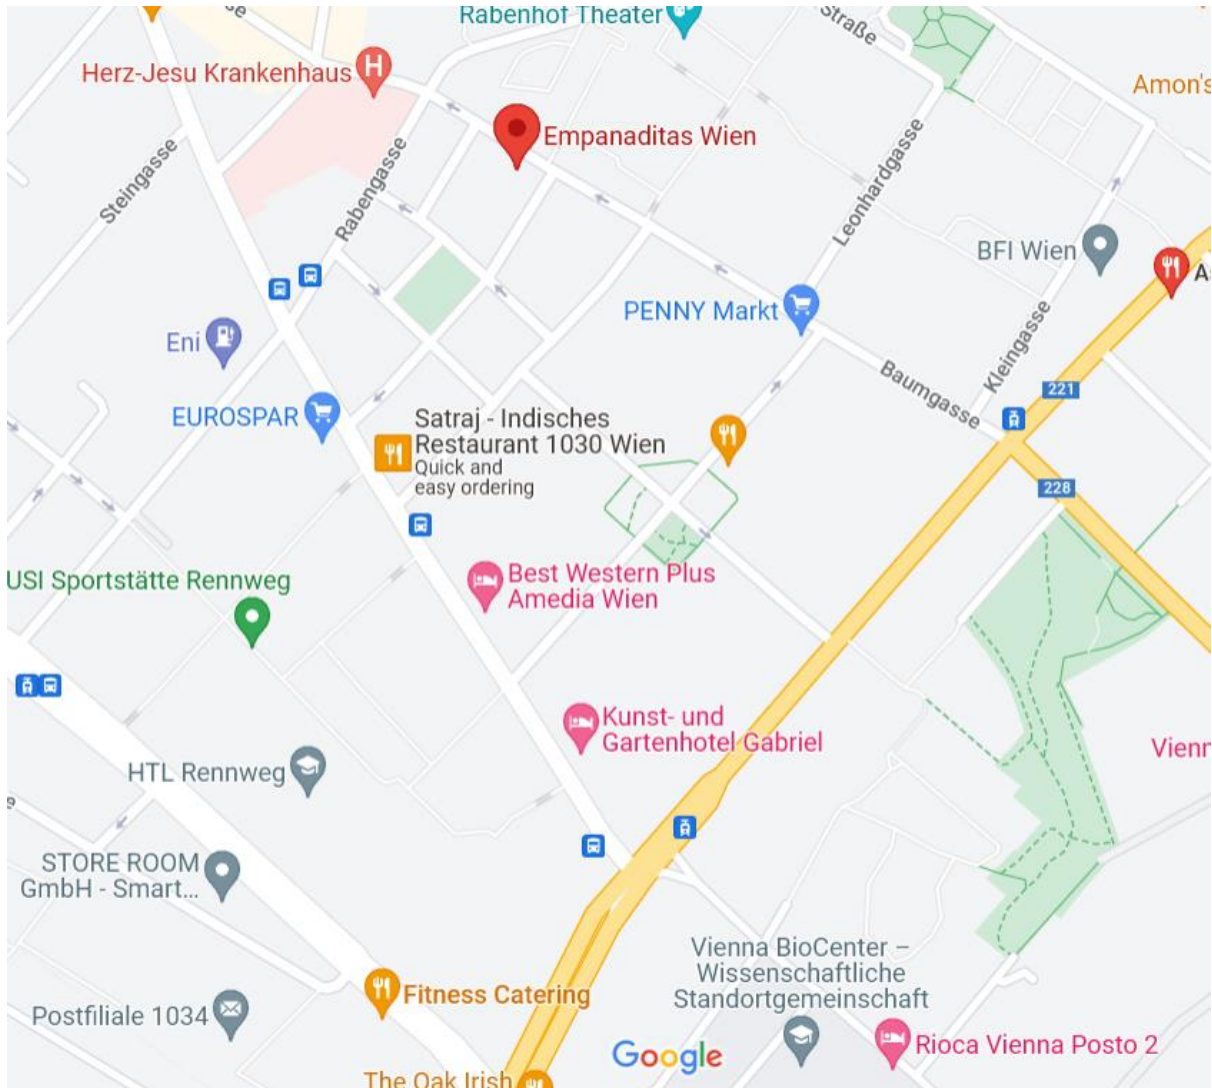 se
Rabenhof Theater
Straße
Herz-Jesu Krankenhaus
H
Amon's
Empanaditas Wien
Steingasse
Rabengasse
Leonhardgasse
BFI Wien
PENNY Markt
Eni
Kleingasse
Baumgasse
221
EUROSPAR
Satraj - Indisches
Restaurant 1030 Wien
Quick and
easy ordering
228
USI Sportstätte Rennweg
Best Western Plus
Amedia Wien
Kunst- und
Gartenhotel Gabriel
HTL Rennweg
STORE ROOM
GmbH - Smart...
Vienna BioCenter –
Wissenschaftliche
Standortgemeinschaft
Fitness Catering
Postfiliale 1034
Google
Rioca Vienna Posto 2
The Oak Irish